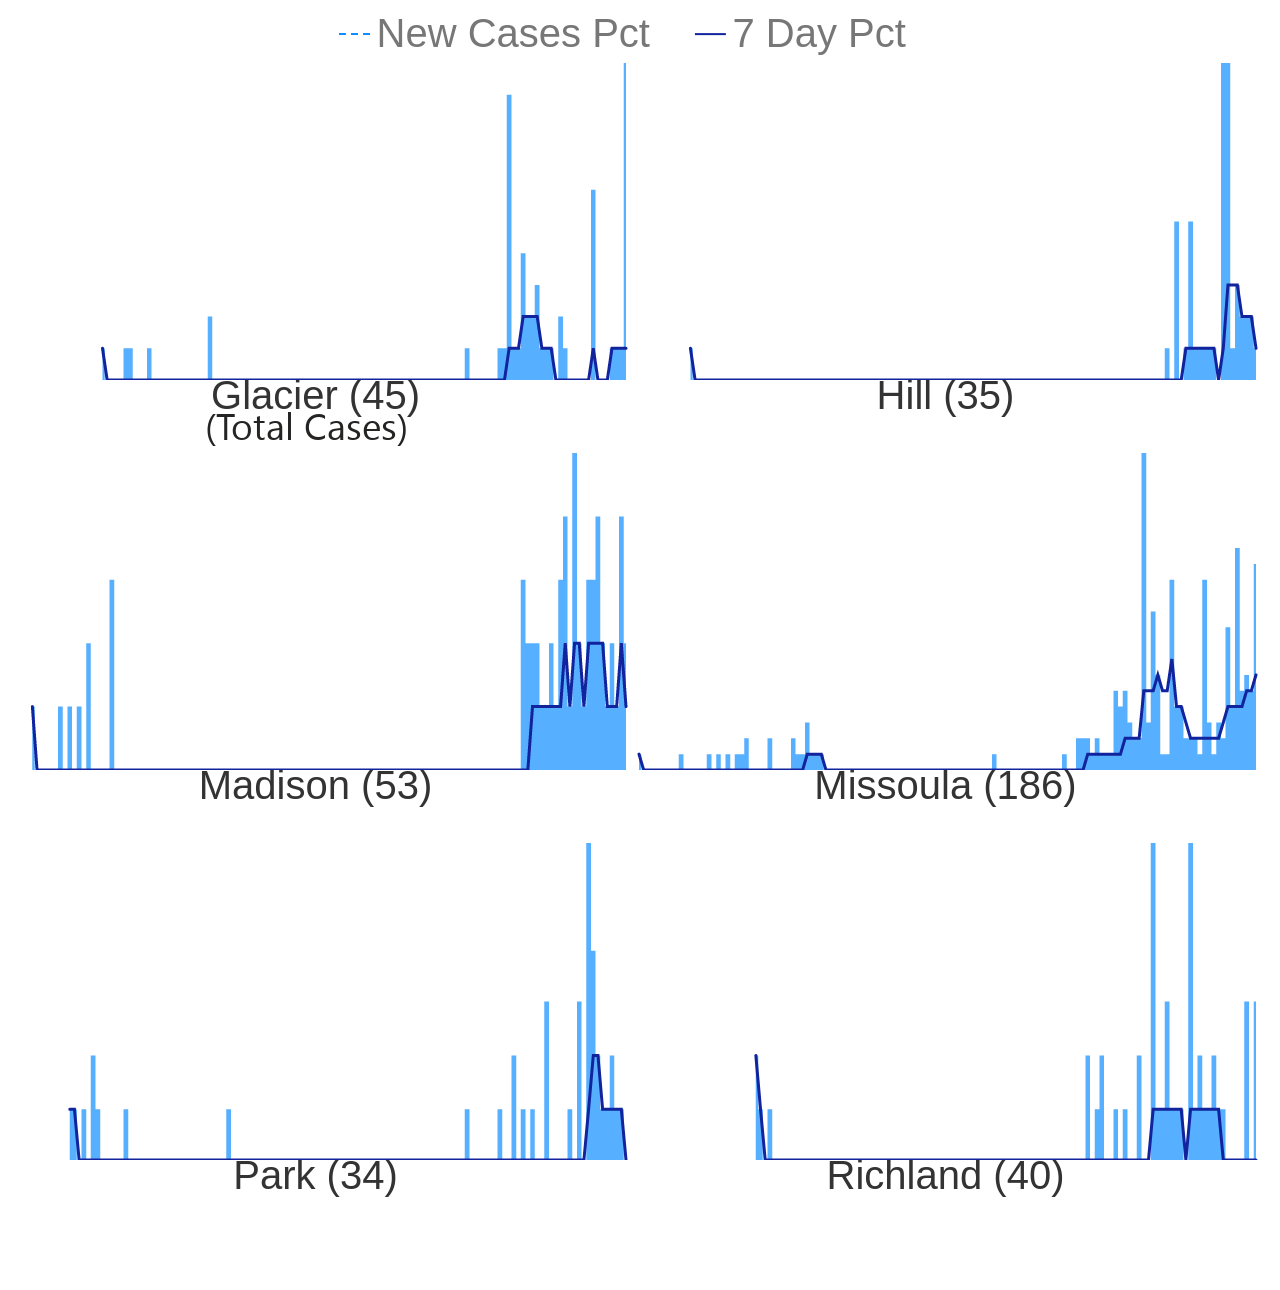 New Cases Pct 7 Day Pct
Glacier (45) Hill (35)
(Total Cases)
Madison (53) Missoula (186)
Park (34) Richland (40)